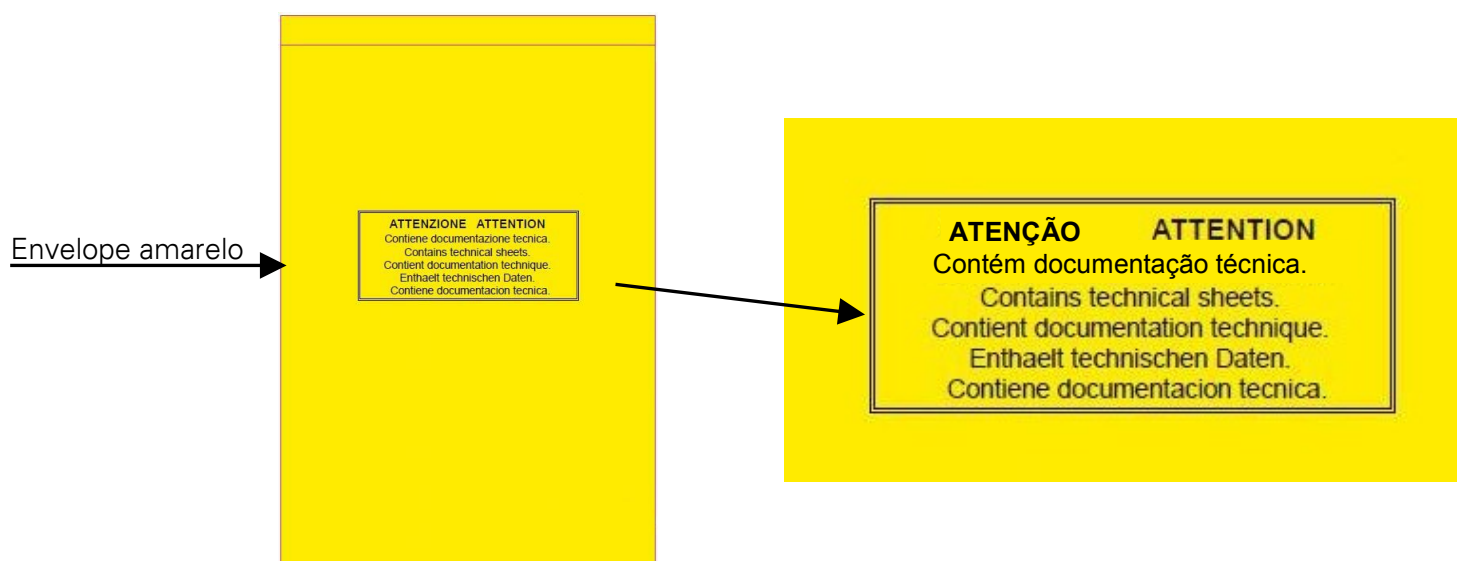 Envelope amarelo
ATTENZIONE ATTENTION
Contiene documentazione tecnica.
Contains technical sheets.
Contient documentation technique.
Enthaelt technischen Daten.
Contiene documentacion tecnica.
ATENÇÃO ATTENTION
Contém documentação técnica.
Contains technical sheets.
Contient documentation technique.
Enthaelt technischen Daten.
Contiene documentacion tecnica.